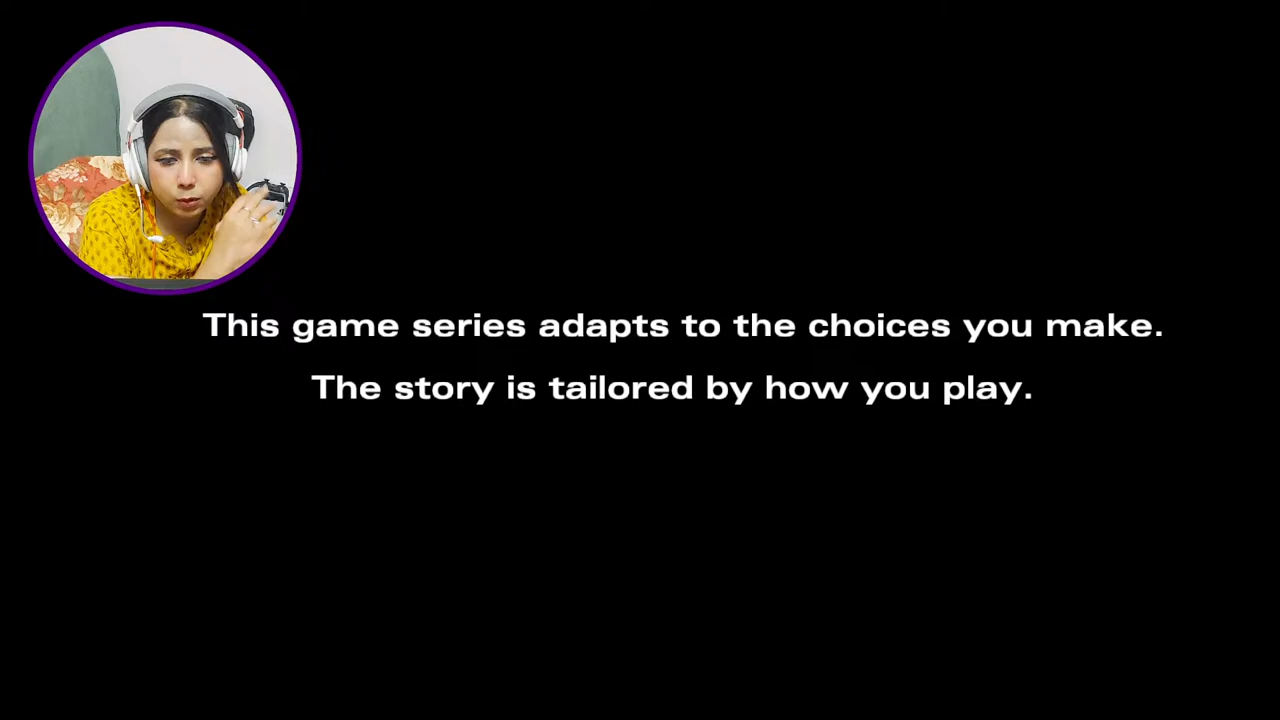 This game series adapts to the choices you make.
The story is tailored by how you play.